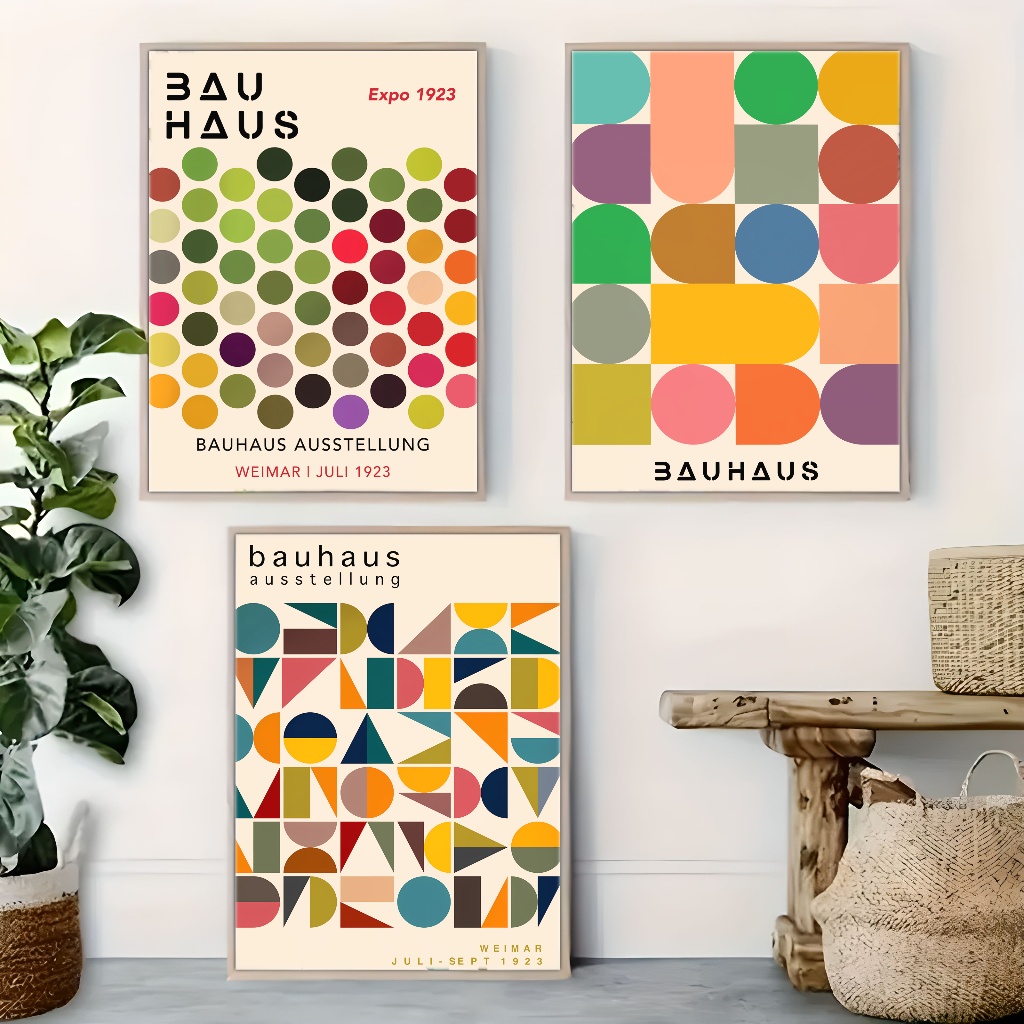 BAU
HAUS
Expo 1923
BAUHAUS AUSSTELLUNG
WEIMAR | JULI 1923
BAUHAUS
bauhaus
ausstellung
WEIMAR
JULI-SEPT 1923